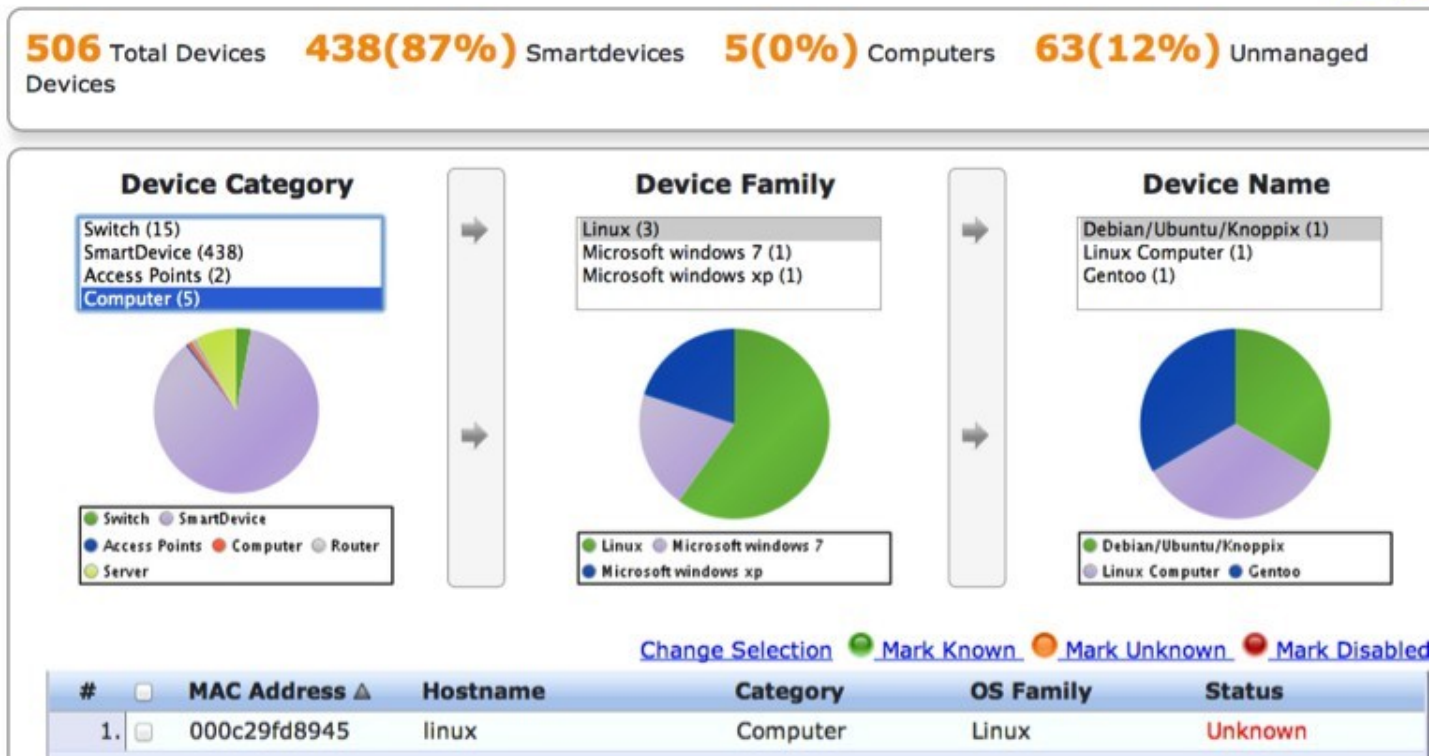 506 Total Devices 438(87%) Smartdevices 5(0%) Computers 63(12%) Unmanaged
Devices
Device Category
Switch (15)
SmartDevice (438)
Access Points (2)
Computer (5)
Switch SmartDevice
Access Points Computer Router
Server
Device Family
Linux (3)
Microsoft windows 7 (1)
Microsoft windows xp (1)
Linux Microsoft windows 7
Microsoft windows xp
Device Name
Debian/Ubuntu/Knoppix (1)
Linux Computer (1)
Gentoo (1)
Debian/Ubuntu/Knoppix
Linux Computer Gentoo
Change Selection Mark Known Mark Unknown Mark Disabled
# MAC Address Hostname Category OS Family Status
1. 000c29fd8945 linux Computer Linux Unknown